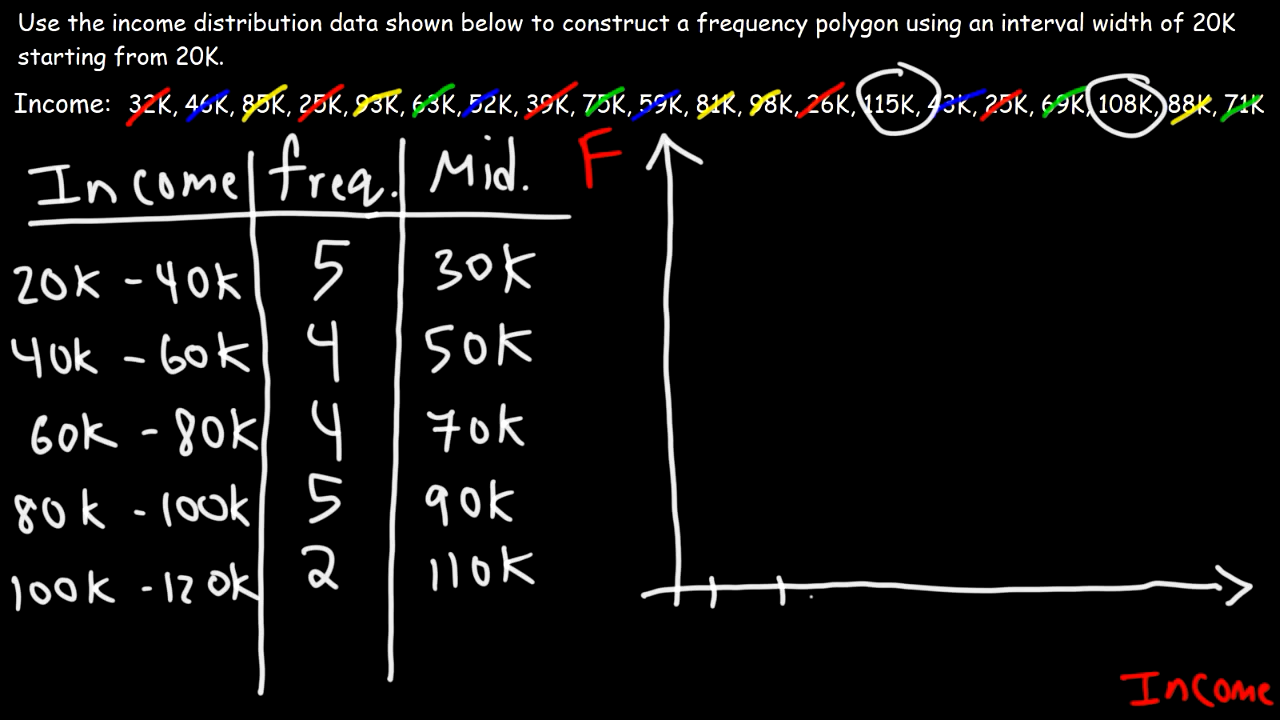 Use the income distribution data shown below to construct a frequency polygon using an interval width of 20K
starting from 20K.
Income: 32K, 46K, 85K, 25K, 93K, 63K, 52K, 39K, 75K, 59K, 81K, 98K, 26K, 115K, 43K, 25K, 69K, 108K, 88K, 71K
Income freq. Mid. F
20K - 40K 5 30K
40K - 60K 4 50K
60K - 80K 4 70K
80K - 100K 5 90K
100K - 120K 2 110K
Income